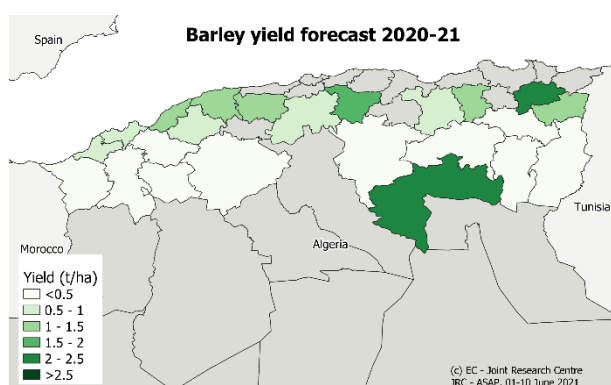 Barley yield forecast 2020-21
Spain
Tunisia
Morocco
Algeria
Yield (t/ha)
<0.5
0.5 - 1
1 - 1.5
1.5 - 2
2 - 2.5
>2.5
(c) EC - Joint Research Centre
JRC - ASAP, 01-10 June 2021